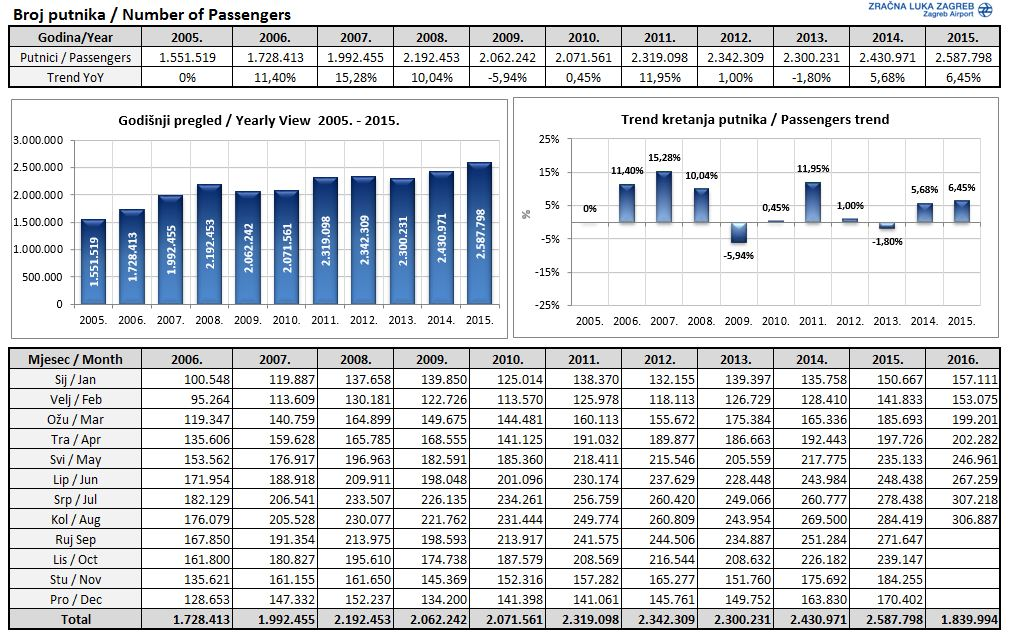 Broj putnika / Number of Passengers
ZRAČNA LUKA ZAGREB
Zagreb Airport
Godina/Year 2005. 2006. 2007. 2008. 2009. 2010. 2011. 2012. 2013. 2014. 2015.
Putnici / Passengers 1.551.519 1.728.413 1.992.455 2.192.453 2.062.242 2.071.561 2.319.098 2.342.309 2.300.231 2.430.971 2.587.798
Trend YoY 0% 11,40% 15,28% 10,04% -5,94% 0,45% 11,95% 1,00% -1,80% 5,68% 6,45%
Godišnji pregled / Yearly View 2005. - 2015.
3.000.000
2.500.000
2.000.000
1.500.000
1.000.000
500.000
0
1.551.519 1.728.413 1.992.455 2.192.453 2.062.242 2.071.561 2.319.098 2.342.309 2.300.231 2.430.971 2.587.798
2005. 2006. 2007. 2008. 2009. 2010. 2011. 2012. 2013. 2014. 2015.
Trend kretanja putnika / Passengers trend
%
25%
15%
5%
-5%
-15%
-25%
0% 11,40% 15,28% 10,04% -5,94% 0,45% 11,95% 1,00% -1,80% 5,68% 6,45%
2005. 2006. 2007. 2008. 2009. 2010. 2011. 2012. 2013. 2014. 2015.
Mjesec / Month 2006. 2007. 2008. 2009. 2010. 2011. 2012. 2013. 2014. 2015. 2016.
Sij / Jan 100.548 119.887 137.658 139.850 125.014 138.370 132.155 139.397 135.758 150.667 157.111
Velj / Feb 95.264 113.609 130.181 122.726 113.570 125.978 118.113 126.729 128.410 141.833 153.075
Ožu / Mar 119.347 140.759 164.899 149.675 144.481 160.113 155.672 175.384 165.336 185.693 199.201
Tra / Apr 135.606 159.628 165.785 168.555 141.125 191.032 189.877 186.663 192.443 197.726 202.282
Svi / May 153.562 176.917 196.963 182.591 185.360 218.411 215.546 205.559 217.775 235.133 246.961
Lip / Jun 171.954 188.918 209.911 198.048 201.096 230.174 237.629 228.448 243.984 248.438 267.259
Srp / Jul 182.129 206.541 233.507 226.135 234.261 256.759 260.420 249.066 260.777 278.438 307.218
Kol / Aug 176.079 205.528 230.077 221.762 231.444 249.774 260.809 243.954 269.500 284.419 306.887
Ruj Sep 167.850 191.354 213.975 198.593 213.917 241.575 244.506 234.887 251.284 271.647
Lis / Oct 161.800 180.827 195.610 174.738 187.579 208.569 216.544 208.632 226.182 239.147
Stu / Nov 135.621 161.155 161.650 145.369 152.316 157.282 165.277 151.760 175.692 184.255
Pro / Dec 128.653 147.332 152.237 134.200 141.398 141.061 145.761 149.752 163.830 170.402
Total 1.728.413 1.992.455 2.192.453 2.062.242 2.071.561 2.319.098 2.342.309 2.300.231 2.430.971 2.587.798 1.839.994